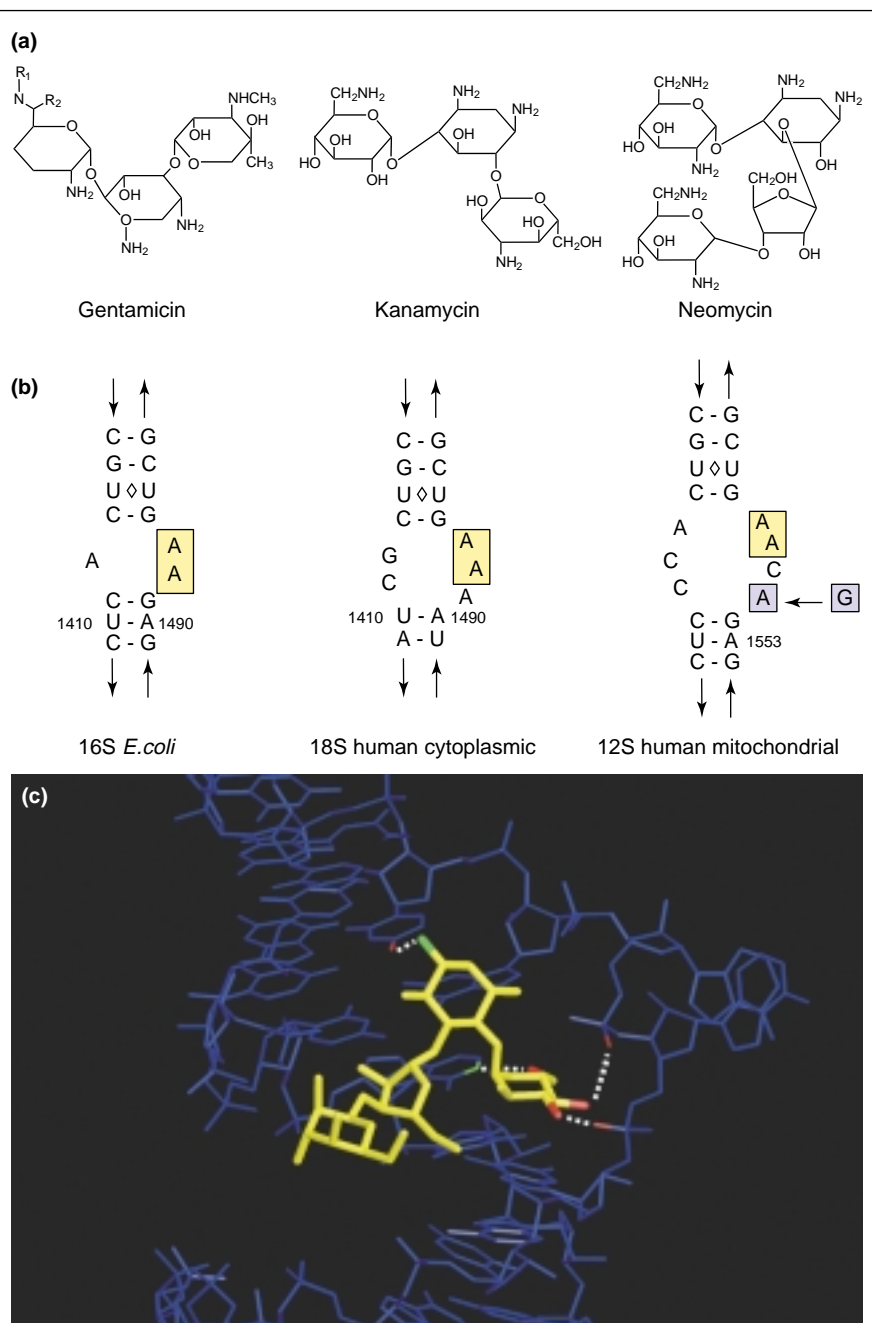 (a)
R1
N
R2
O
O
NH2
NHCH3
OH
OH
O
O
CH3
OH
O
NH2
NH2
Gentamicin
CH2NH2
O
HO
HO
OH
O
NH2
NH2
OH
O
O
HO
HO
NH2
CH2OH
Kanamycin
CH2NH2
O
OH
HO
NH2
O
NH2
NH2
O
OH
CH2OH
O
CH2NH2
O
OH
HO
NH2
O
OH
Neomycin
(b)
C - G
G - C
U ◊ U
C G
A
A
A
C G
1410 U A 1490
C - G
16S E.coli
C - G
G - C
U ◊ U
C G
G A
C A
A
1410 U A 1490
A - U
18S human cytoplasmic
C - G
G - C
U ◊ U
C G
A A
C A
C C
A G
C G
U A 1553
C - G
12S human mitochondrial
(c)